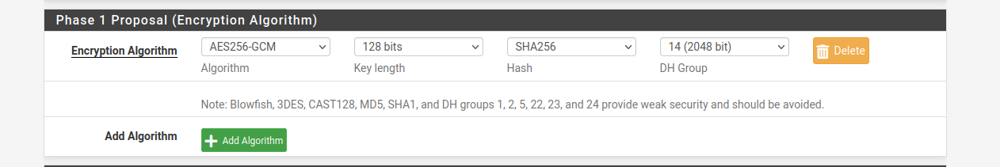 Phase 1 Proposal (Encryption Algorithm)
Encryption Algorithm AES256-GCM 128 bits SHA256 14 (2048 bit) Delete
Algorithm Key length Hash DH Group
Note: Blowfish, 3DES, CAST128, MD5, SHA1, and DH groups 1, 2, 5, 22, 23, and 24 provide weak security and should be avoided.
Add Algorithm Add Algorithm